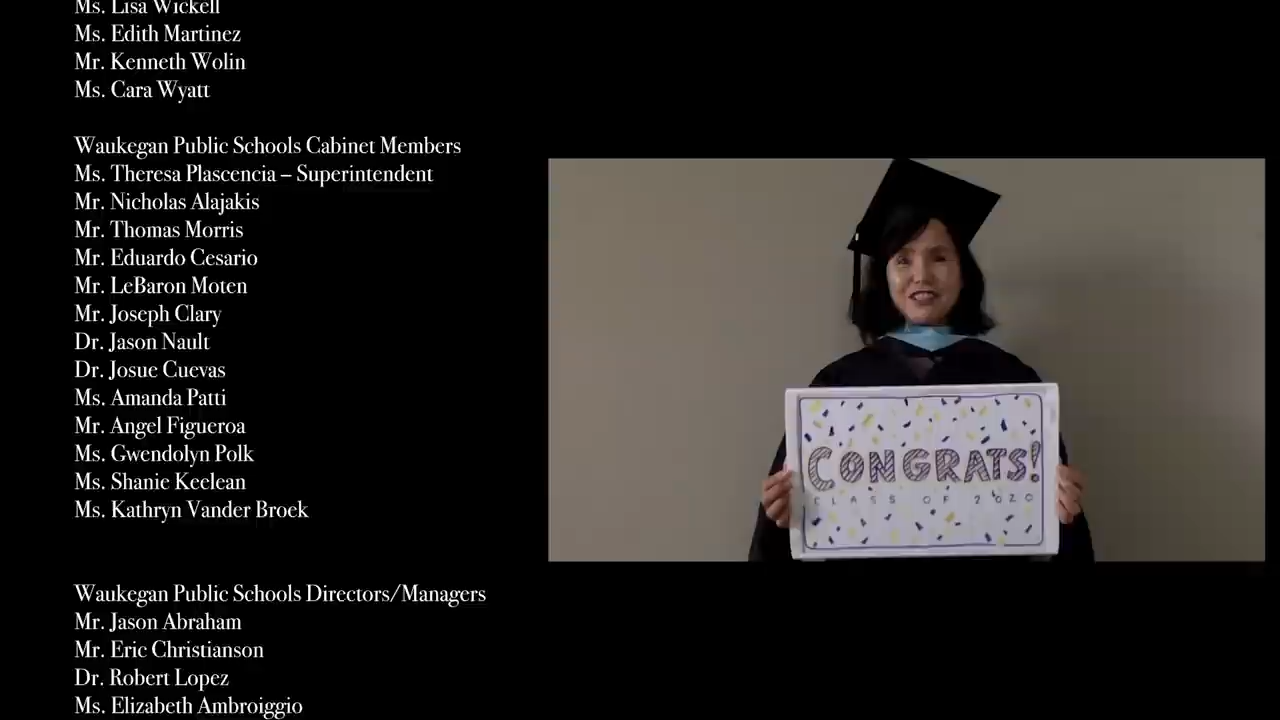 Ms. Lisa Wickell
Ms. Edith Martinez
Mr. Kenneth Wolin
Ms. Cara Wyatt
Waukegan Public Schools Cabinet Members
Ms. Theresa Plascencia – Superintendent
Mr. Nicholas Alajakis
Mr. Thomas Morris
Mr. Eduardo Cesario
Mr. LeBaron Moten
Mr. Joseph Clary
Dr. Jason Nault
Dr. Josue Cuevas
Ms. Amanda Patti
Mr. Angel Figueroa
Ms. Gwendolyn Polk
Ms. Shanie Keelean
Ms. Kathryn Vander Broek
Waukegan Public Schools Directors/Managers
Mr. Jason Abraham
Mr. Eric Christianson
Dr. Robert Lopez
Ms. Elizabeth Ambroiggio
CONGRATS!
CLASS OF 2020